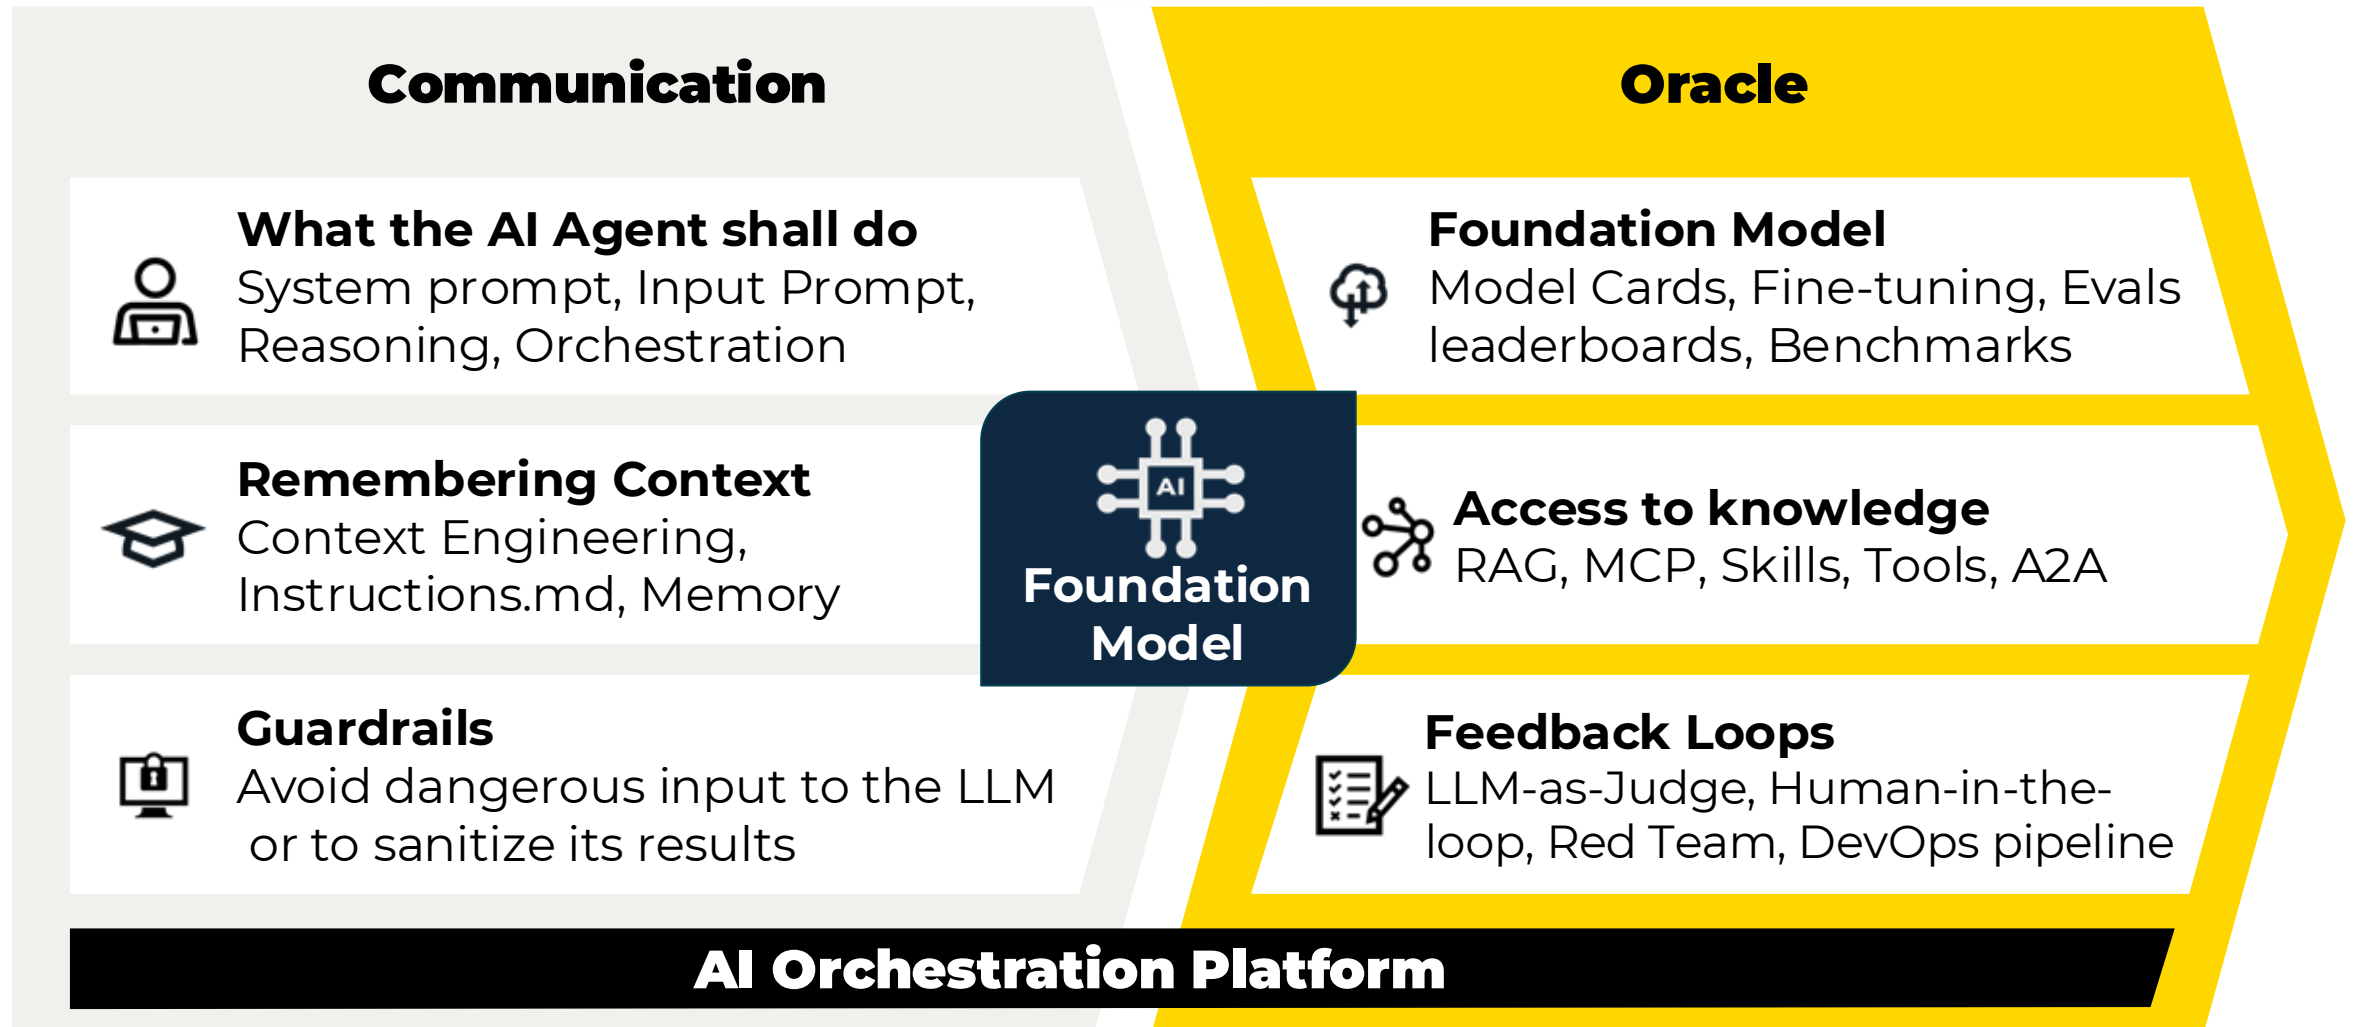 Communication
What the AI Agent shall do
System prompt, Input Prompt,
Reasoning, Orchestration
Remembering Context
Context Engineering,
Instructions.md, Memory
Guardrails
Avoid dangerous input to the LLM
or to sanitize its results
AI
Foundation
Model
Oracle
Foundation Model
Model Cards, Fine-tuning, Evals
leaderboards, Benchmarks
Access to knowledge
RAG, MCP, Skills, Tools, A2A
Feedback Loops
LLM-as-Judge, Human-in-the-
loop, Red Team, DevOps pipeline
AI Orchestration Platform